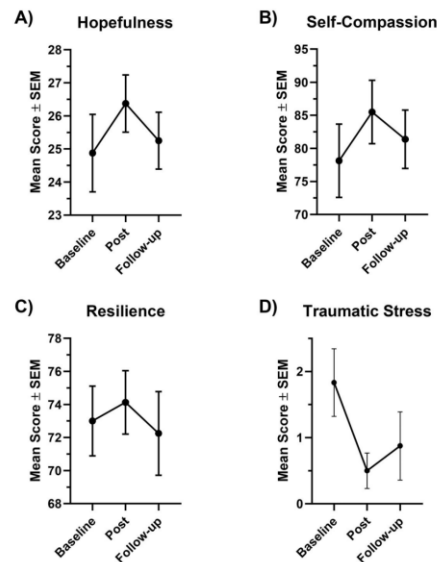 A) Hopefulness
Mean Score ± SEM
28
27
26
25
24
23
Baseline
Post
Follow-up
B) Self-Compassion
Mean Score ± SEM
95
90
85
80
75
70
Baseline
Post
Follow-up
C) Resilience
Mean Score ± SEM
78
76
74
72
70
68
Baseline
Post
Follow-up
D) Traumatic Stress
Mean Score ± SEM
2
1
0
Baseline
Post
Follow-up